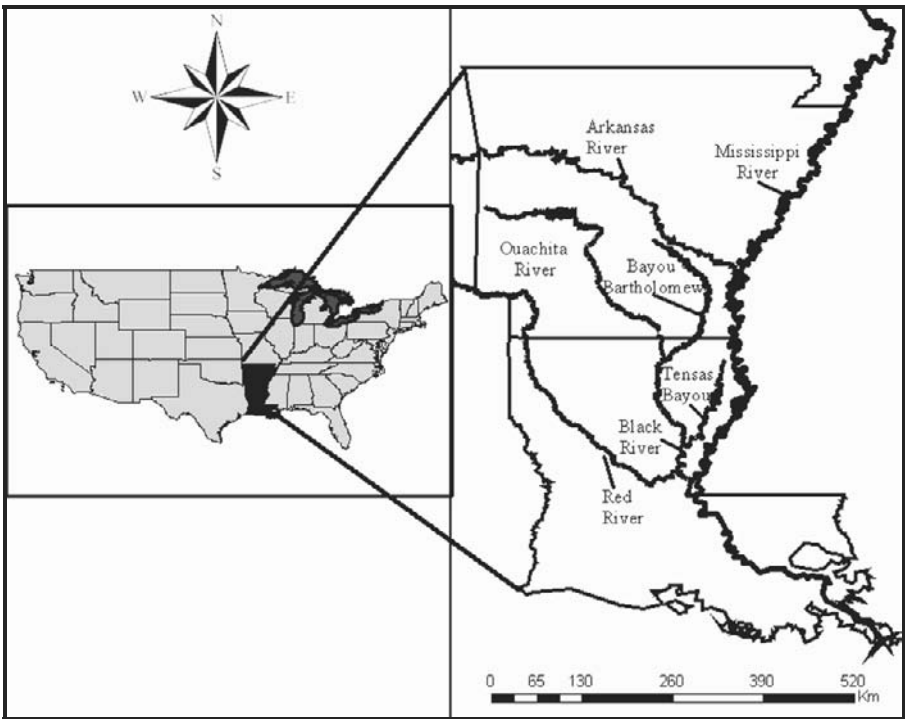 N
W
E
S
Arkansas
River
Mississippi
River
Ouachita
River
Bayou
Bartholomew
Tensas
Bayou
Black
River
Red
River
0 65 130 260 390 520
Km